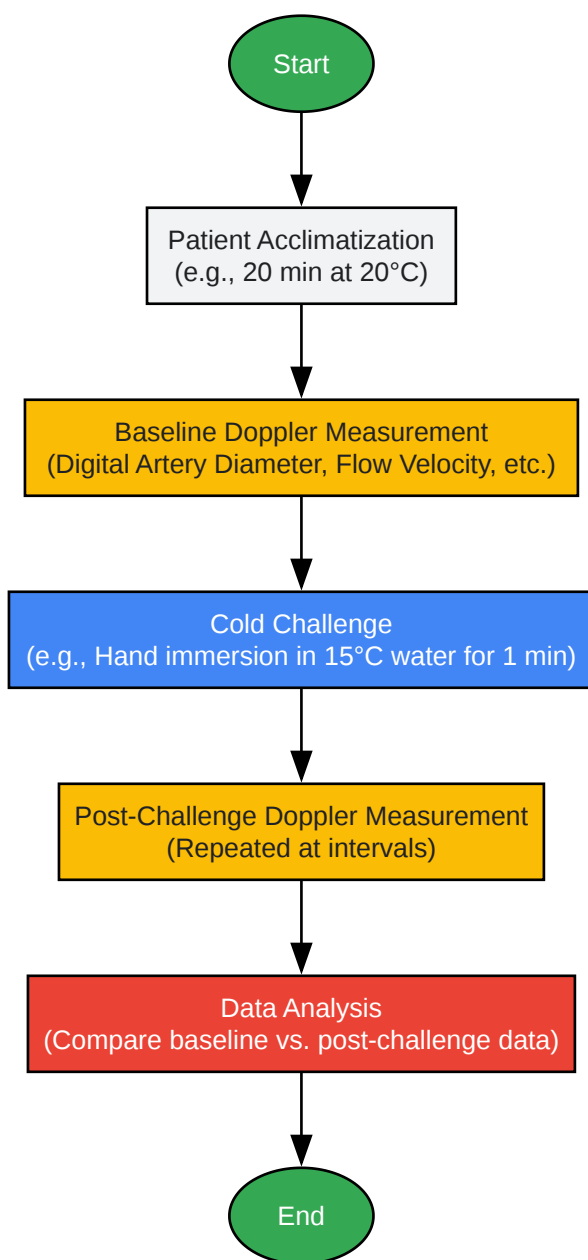 Start
Patient Acclimatization
(e.g., 20 min at 20°C)
Baseline Doppler Measurement
(Digital Artery Diameter, Flow Velocity, etc.)
Cold Challenge
(e.g., Hand immersion in 15°C water for 1 min)
Post-Challenge Doppler Measurement
(Repeated at intervals)
Data Analysis
(Compare baseline vs. post-challenge data)
End